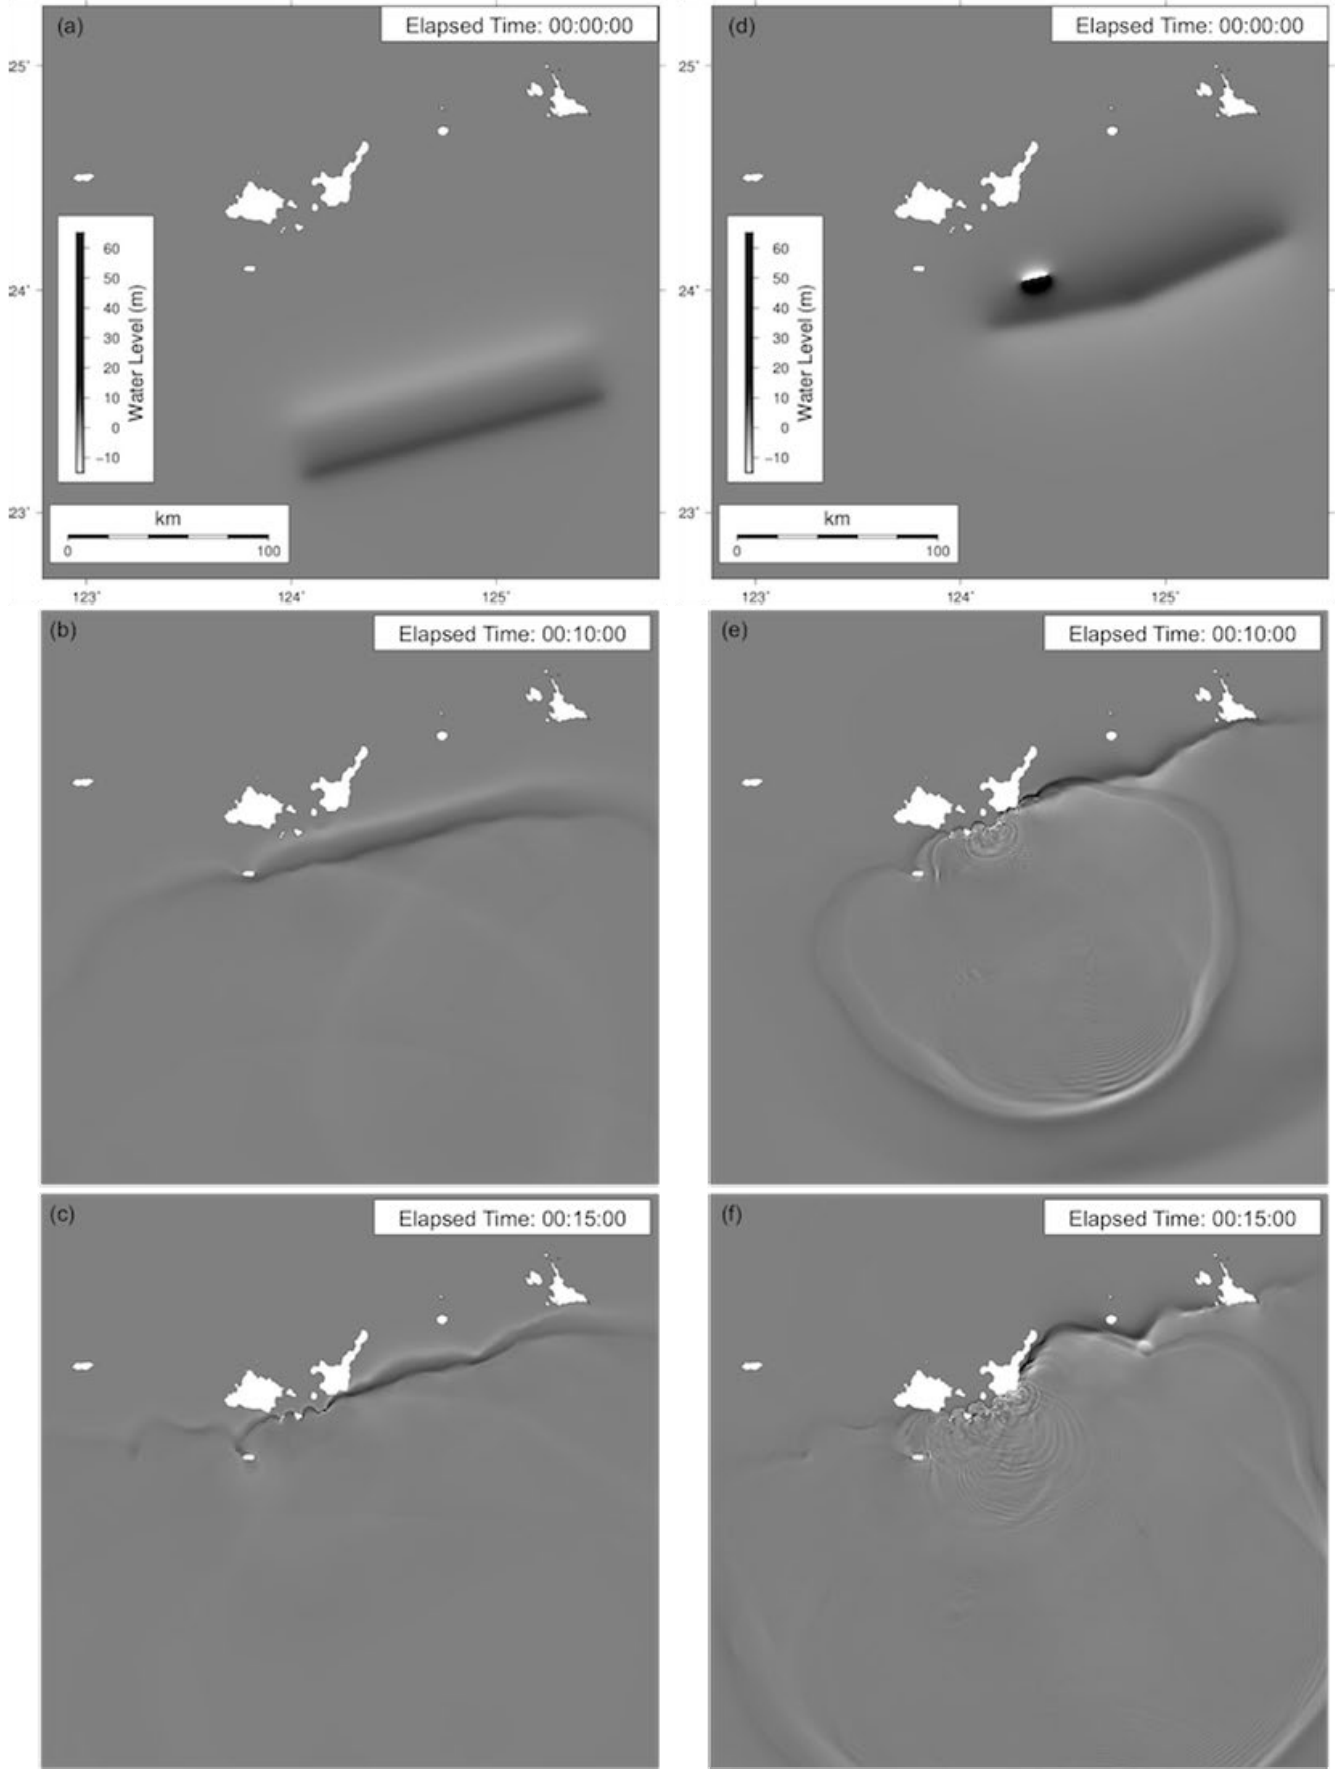 (a)
Elapsed Time: 00:00:00
25°
24°
23°
60
50
40
30
20
10
0
−10
Water Level (m)
km
0 100
123° 124° 125°
(d)
Elapsed Time: 00:00:00
25°
24°
23°
60
50
40
30
20
10
0
−10
Water Level (m)
km
0 100
123° 124° 125°
(b)
Elapsed Time: 00:10:00
(e)
Elapsed Time: 00:10:00
(c)
Elapsed Time: 00:15:00
(f)
Elapsed Time: 00:15:00